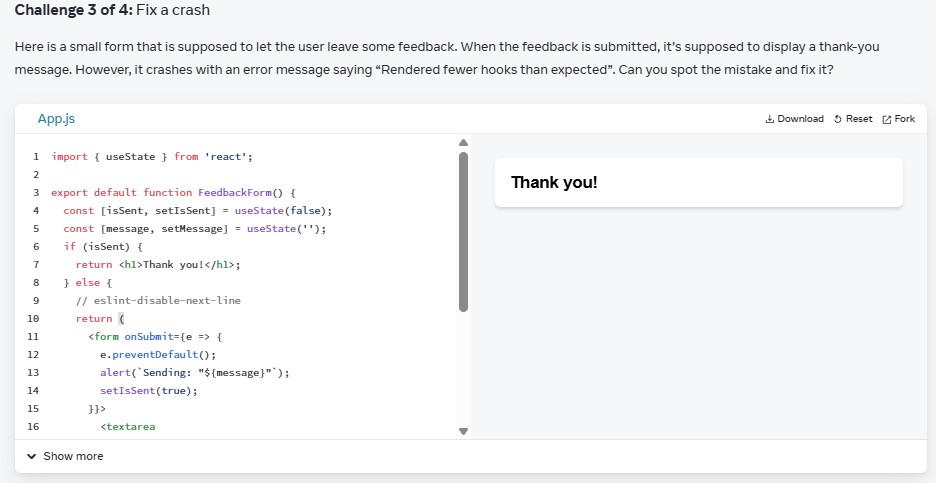 Challenge 3 of 4: Fix a crash
Here is a small form that is supposed to let the user leave some feedback. When the feedback is submitted, it's supposed to display a thank-you
message. However, it crashes with an error message saying “Rendered fewer hooks than expected”. Can you spot the mistake and fix it?
App.js
Download Reset Fork
1 import { useState } from 'react';
2
3 export default function FeedbackForm() {
4 const [isSent, setIsSent] = useState(false);
5 const [message, setMessage] = useState('');
6 if (isSent) {
7 return <h1>Thank you!</h1>;
8 } else {
9 // eslint-disable-next-line
10 return (
11 <form onSubmit={e => {
12 e.preventDefault();
13 alert(`Sending: "${message}"`);
14 setIsSent(true);
15 }}>
16 <textarea
Thank you!
Show more